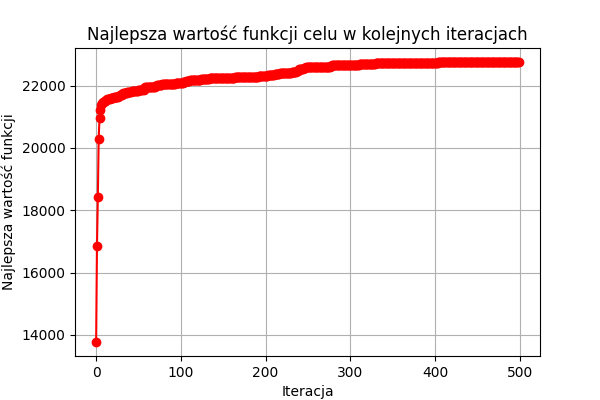 Najlepsza wartość funkcji celu w kolejnych iteracjach
Najlepsza wartość funkcji
22000
20000
18000
16000
14000
0 100 200 300 400 500
Iteracja